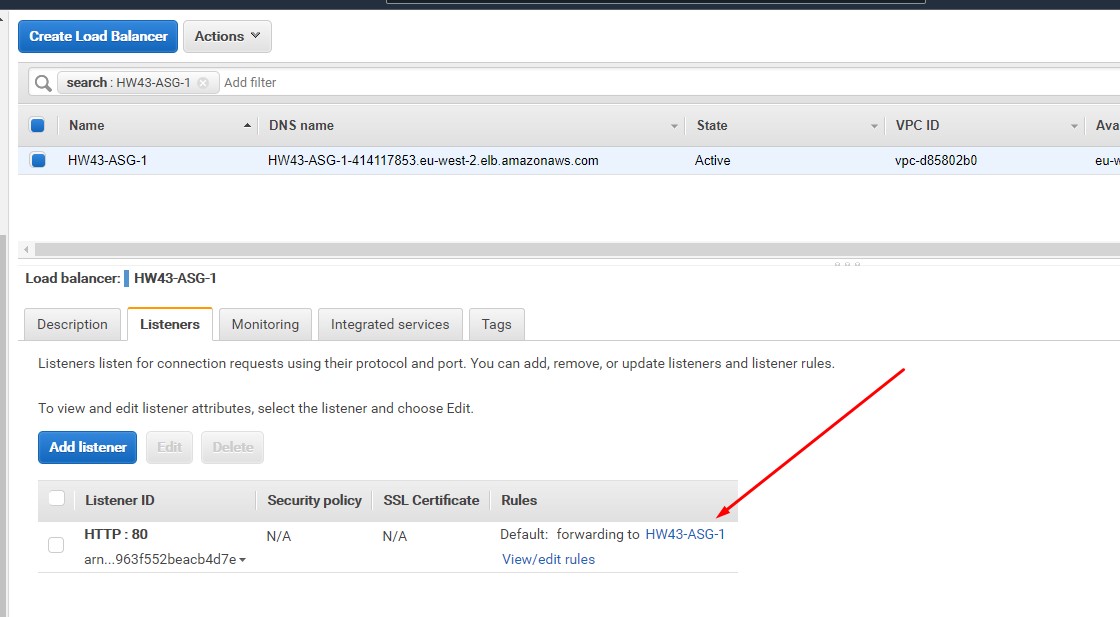 Create Load Balancer Actions
search : HW43-ASG-1 Add filter
Name DNS name State VPC ID Ava
HW43-ASG-1 HW43-ASG-1-414117853.eu-west-2.elb.amazonaws.com Active vpc-d85802b0 eu-w
Load balancer: HW43-ASG-1
Description Listeners Monitoring Integrated services Tags
Listeners listen for connection requests using their protocol and port. You can add, remove, or update listeners and listener rules.
To view and edit listener attributes, select the listener and choose Edit.
Add listener Edit Delete
Listener ID Security policy SSL Certificate Rules
HTTP : 80 N/A N/A Default: forwarding to HW43-ASG-1
arn...963f552beacb4d7e View/edit rules